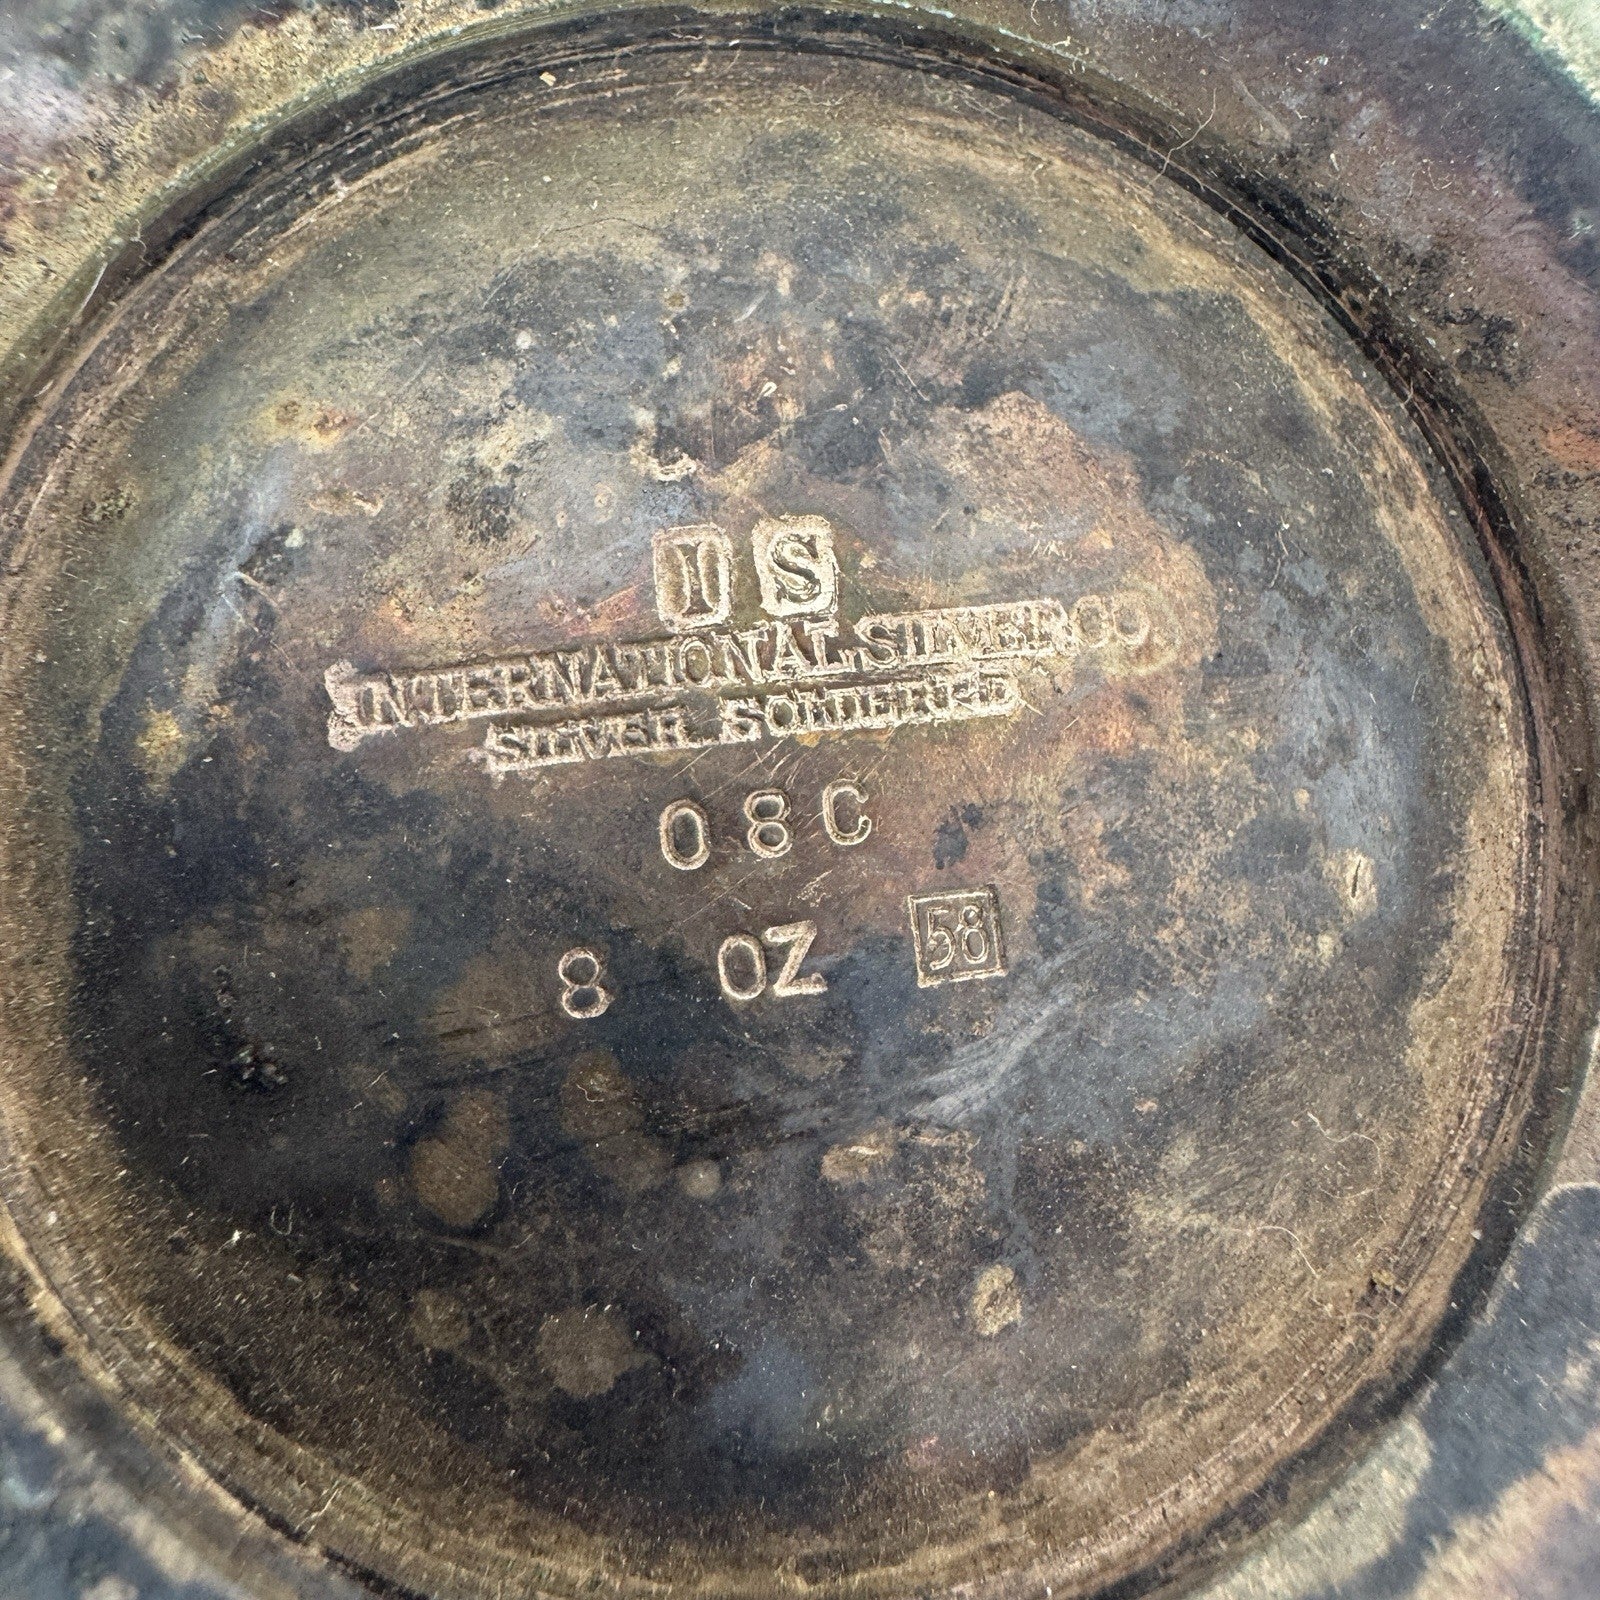 I S
INTERNATIONAL SILVER CO
SILVER SOLDERED
08C
8 OZ 58